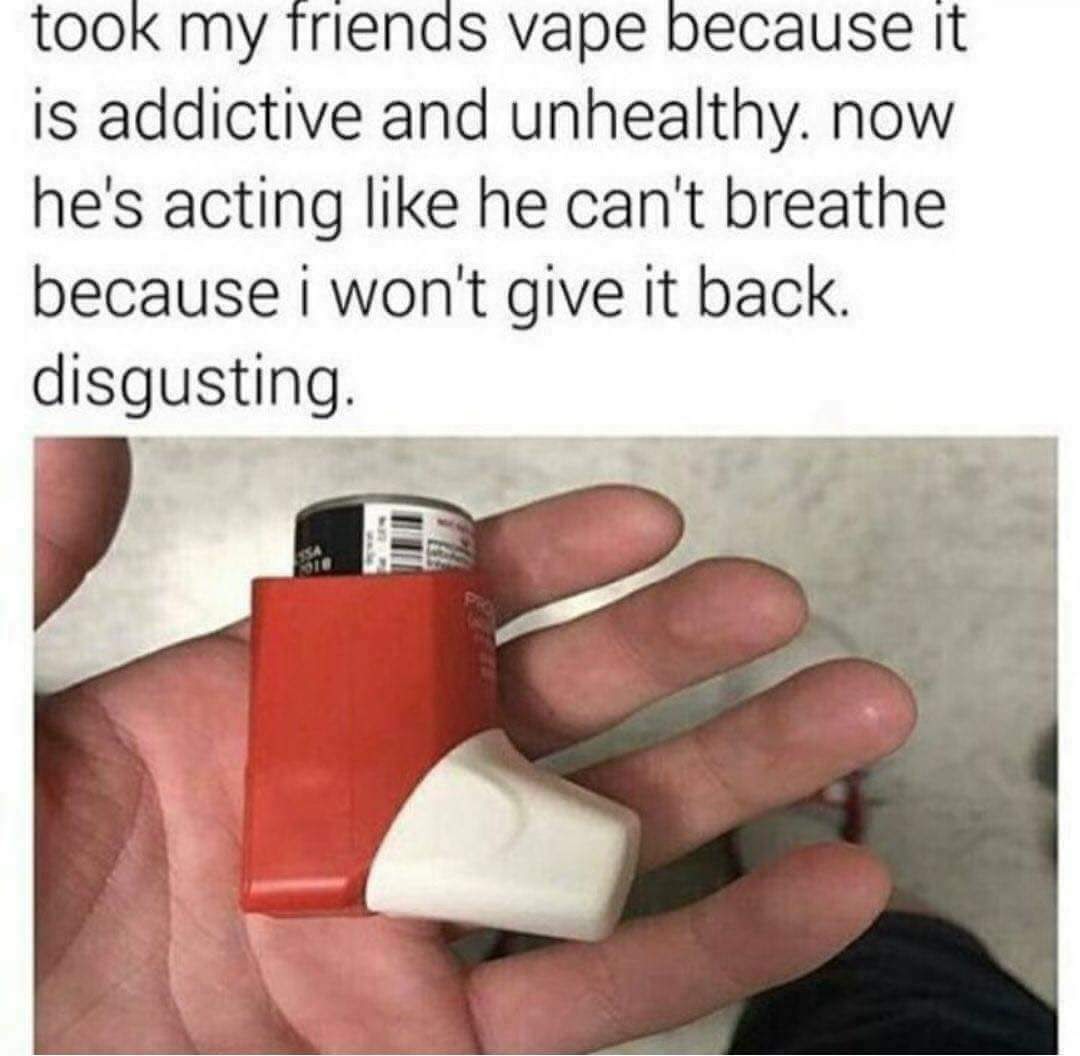 took my friends vape because it
is addictive and unhealthy. now
he's acting like he can't breathe
because i won't give it back.
disgusting.